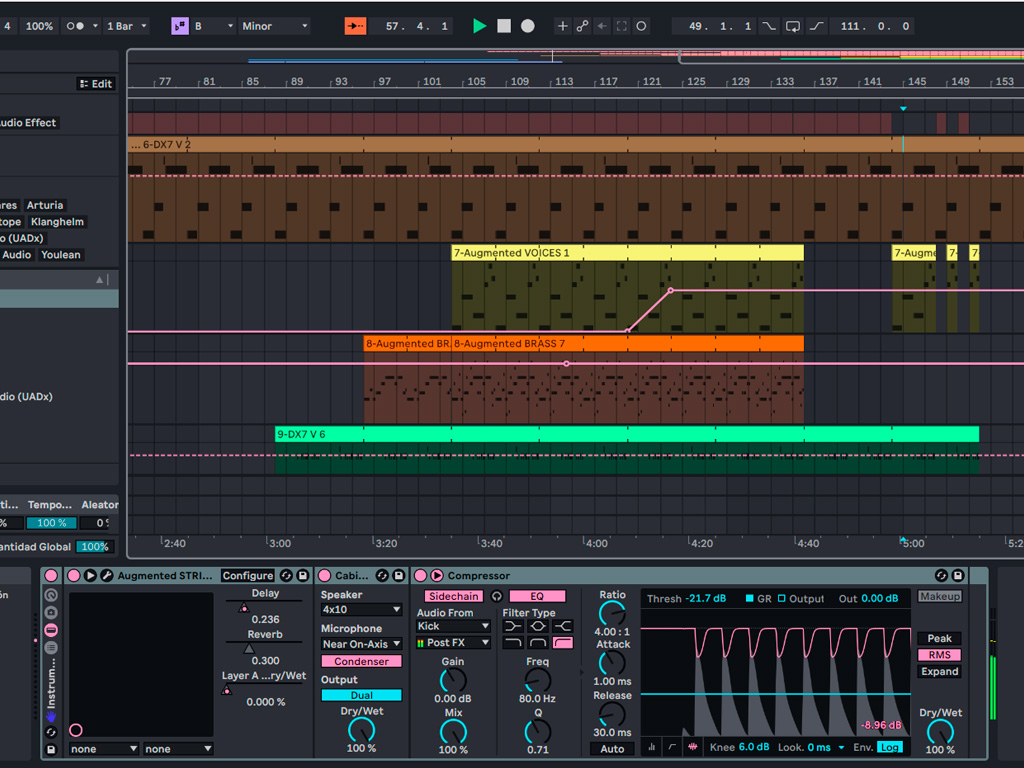 4 100% 1 Bar B Minor 57. 4. 1 49. 1. 1 111. 0. 0
Edit
77 81 85 89 93 97 101 105 109 113 117 121 125 129 133 137 141 145 149 153
udio Effect
... 6-DX7 V 2
res Arturia
tope Klanghelm
o (UADx)
Audio Youlean
7-Augmented VOICES 1 7-Augme 7- 7
8-Augmented BR. 8-Augmented BRASS 7
dio (UADx)
9-DX7 V 6
ti... Tempo... Aleator
% 100 % 0 %
antidad Global 100%
2:40 3:00 3:20 3:40 4:00 4:20 4:40 5:00 5:2
ón
Instrum...
Augmented STRI... Configure
Delay
0.236
Reverb
0.300
Layer A ...ry/Wet
0.000 %
none none
Cabi...
Speaker
4x10
Microphone
Near On-Axis
Condenser
Output
Dual
Dry/Wet
100 %
Compressor
Sidechain EQ
Audio From Filter Type
Kick
Post FX
Gain Freq
0.00 dB 80.0 Hz
Mix Q
100 % 0.71
Ratio
4.00 : 1
Attack
1.00 ms
Release
30.0 ms
Auto
Thresh -21.7 dB GR Output Out 0.00 dB
-8.96 dB
Knee 6.0 dB Look. 0 ms Env. Log
Makeup
Peak
RMS
Expand
Dry/Wet
100 %